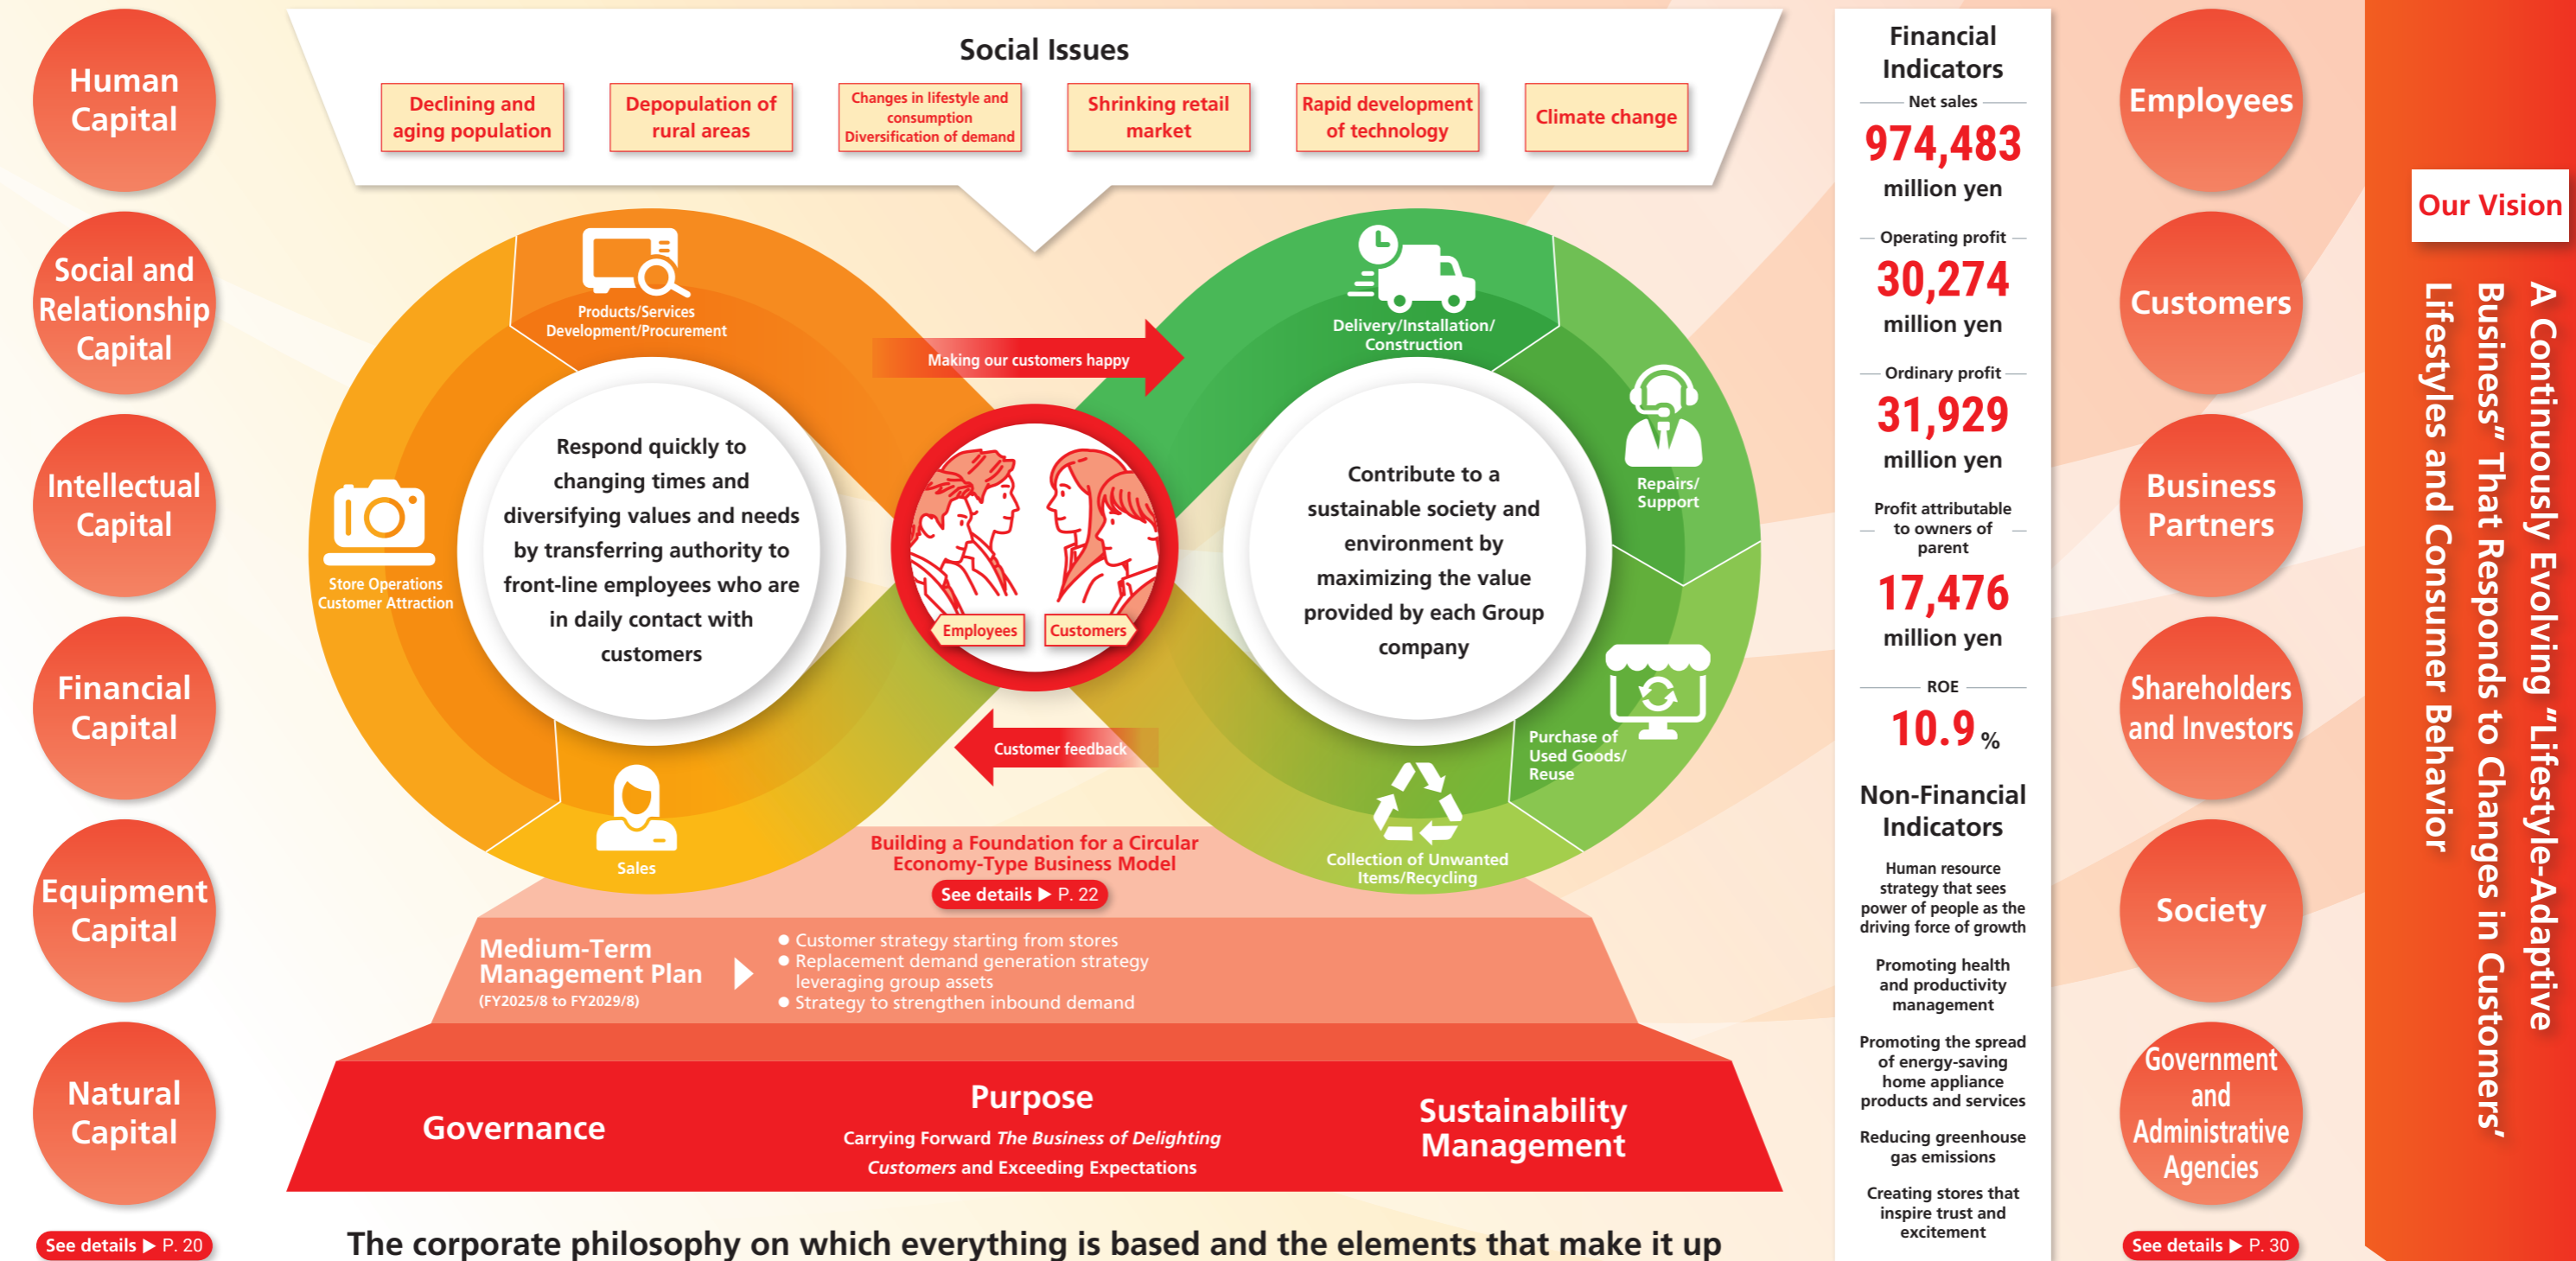 Human
Capital
Social and
Relationship
Capital
Intellectual
Capital
Financial
Capital
Equipment
Capital
Natural
Capital
See details ▶ P. 20
Social Issues
Declining and
aging population
Depopulation of
rural areas
Changes in lifestyle and
consumption
Diversification of demand
Shrinking retail
market
Rapid development
of technology
Climate change
Products/Services
Development/Procurement
Store Operations
Customer Attraction
Sales
Respond quickly to
changing times and
diversifying values and needs
by transferring authority to
front-line employees who are
in daily contact with
customers
Making our customers happy
Employees
Customers
Customer feedback
Delivery/Installation/
Construction
Repairs/
Support
Purchase of
Used Goods/
Reuse
Collection of Unwanted
Items/Recycling
Contribute to a
sustainable society and
environment by
maximizing the value
provided by each Group
company
Building a Foundation for a Circular
Economy-Type Business Model
See details ▶ P. 22
Medium-Term
Management Plan
(FY2025/8 to FY2029/8)
● Customer strategy starting from stores
● Replacement demand generation strategy
leveraging group assets
● Strategy to strengthen inbound demand
Governance
Purpose
Carrying Forward The Business of Delighting
Customers and Exceeding Expectations
Sustainability
Management
The corporate philosophy on which everything is based and the elements that make it up
Financial
Indicators
Net sales
974,483
million yen
Operating profit
30,274
million yen
Ordinary profit
31,929
million yen
Profit attributable
to owners of
parent
17,476
million yen
ROE
10.9 %
Non-Financial
Indicators
Human resource
strategy that sees
power of people as the
driving force of growth
Promoting health
and productivity
management
Promoting the spread
of energy-saving
home appliance
products and services
Reducing greenhouse
gas emissions
Creating stores that
inspire trust and
excitement
Employees
Customers
Business
Partners
Shareholders
and Investors
Society
Government
and
Administrative
Agencies
See details ▶ P. 30
Our Vision
A Continuously Evolving "Lifestyle-Adaptive
Business" That Responds to Changes in Customers'
Lifestyles and Consumer Behavior